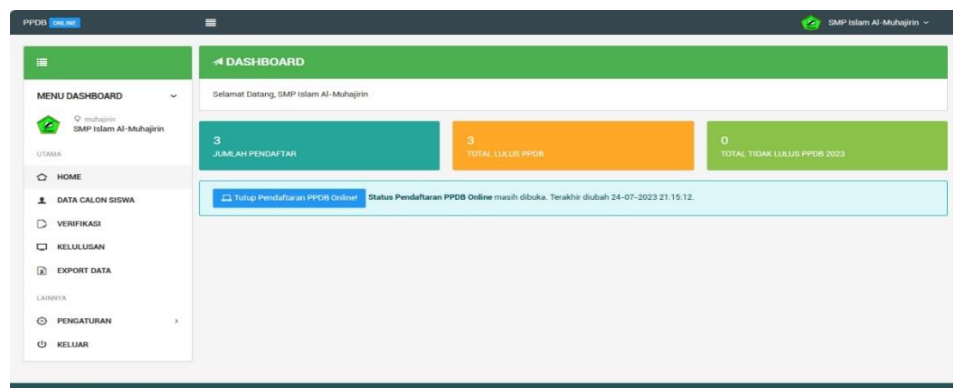 PPDB ONLINE
SMP Islam Al-Muhajirin
MENU DASHBOARD
muhajirin
SMP Islam Al-Muhajirin
UTAMA
HOME
DATA CALON SISWA
VERIFIKASI
KELULUSAN
EXPORT DATA
LAINNYA
PENGATURAN
KELUAR
DASHBOARD
Selamat Datang, SMP Islam Al-Muhajirin
3
JUMLAH PENDAFTAR
3
TOTAL LULUS PPDB
0
TOTAL TIDAK LULUS PPDB 2023
Tutup Pendaftaran PPDB Online! Status Pendaftaran PPDB Online masih dibuka. Terakhir diubah 24-07-2023 21:15:12.